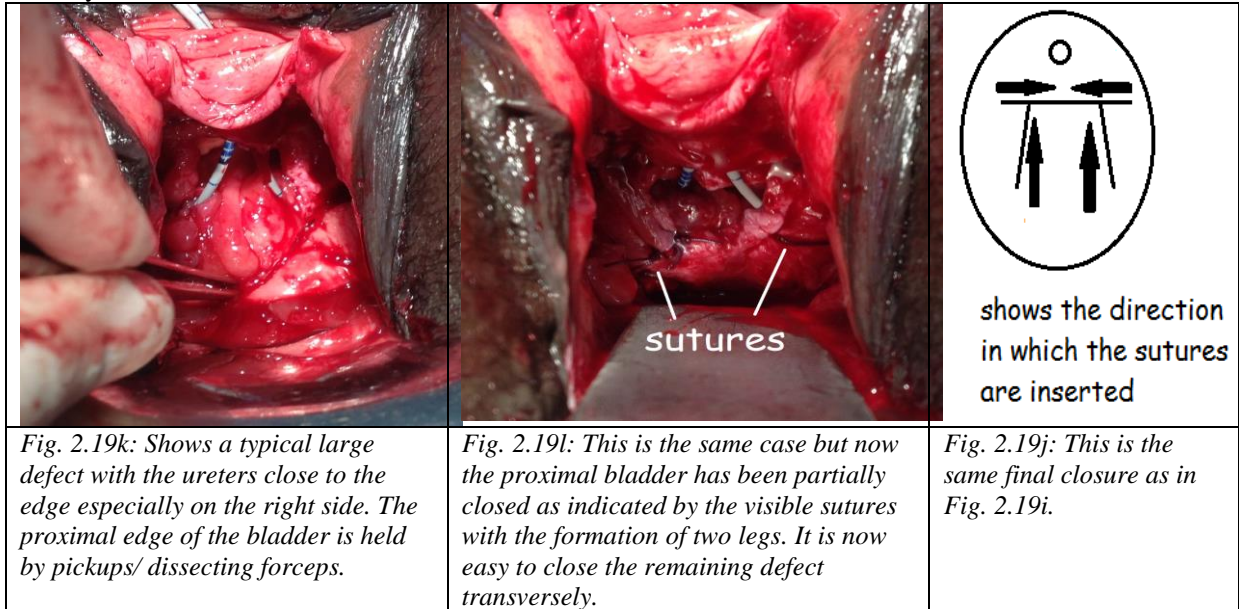 sutures
shows the direction
in which the sutures
are inserted
Fig. 2.19k: Shows a typical large
defect with the ureters close to the
edge especially on the right side. The
proximal edge of the bladder is held
by pickups/ dissecting forceps.
Fig. 2.19l: This is the same case but now
the proximal bladder has been partially
closed as indicated by the visible sutures
with the formation of two legs. It is now
easy to close the remaining defect
transversely.
Fig. 2.19j: This is the
same final closure as in
Fig. 2.19i.